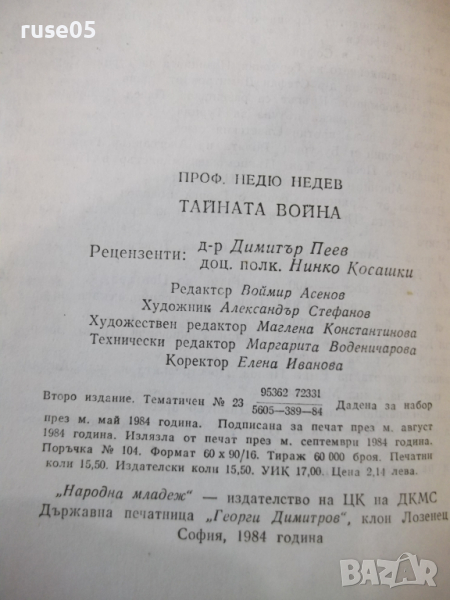 ruse05
ПРОФ. НЕДЮ НЕДЕВ
ТАЙНАТА ВОЙНА
Рецензенти: д-р Димитър Пеев
доц. полк. Нинко Косашки
Редактор Воймир Асенов
Художник Александър Стефанов
Художествен редактор Маглена Константинова
Технически редактор Маргарита Воденичарова
Коректор Елена Иванова
Второ издание. Тематичен № 23 95362 72331 / 5605—389—84 Дадена за набор
през м. май 1984 година. Подписана за печат през м. август
1984 година. Излязла от печат през м. септември 1984 година.
Поръчка № 104. Формат 60 х 90/16. Тираж 60 000 броя. Печатни
коли 15,50. Издателски коли 15,50. УИК 17,00. Цена 2,14 лева.
„Народна младеж" — издателство на ЦК на ДКМС
Държавна печатница „Георги Димитров", клон Лозенец
София, 1984 година
BAZAR